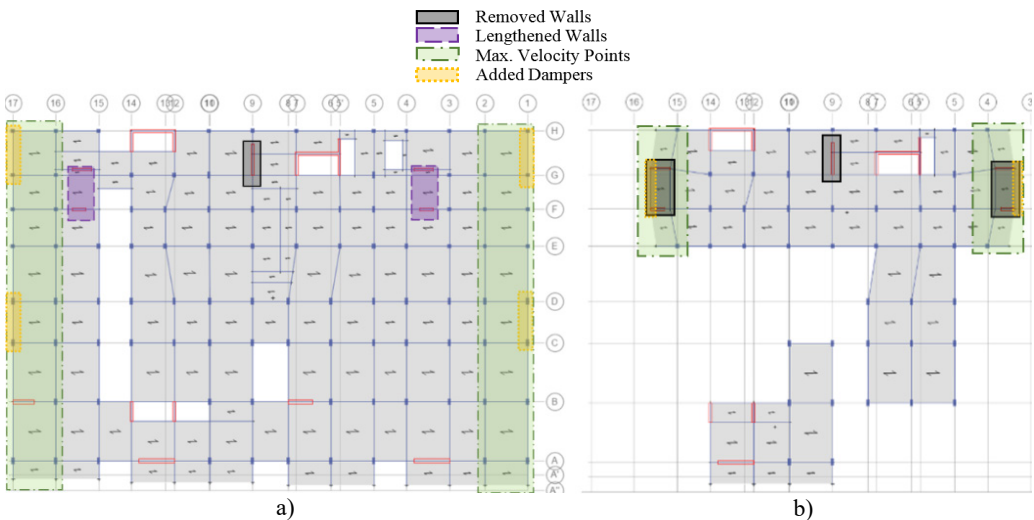 Removed Walls
Lengthened Walls
Max. Velocity Points
Added Dampers
17 16 15 14 13 12 10 9 8 7 6 5' 5 4 3 2 1
17 16 15 14 13 12 10 9 8 7 6 5' 5 4 3
H
G
F
E
D
C
B
A
A'
A"
a)
b)